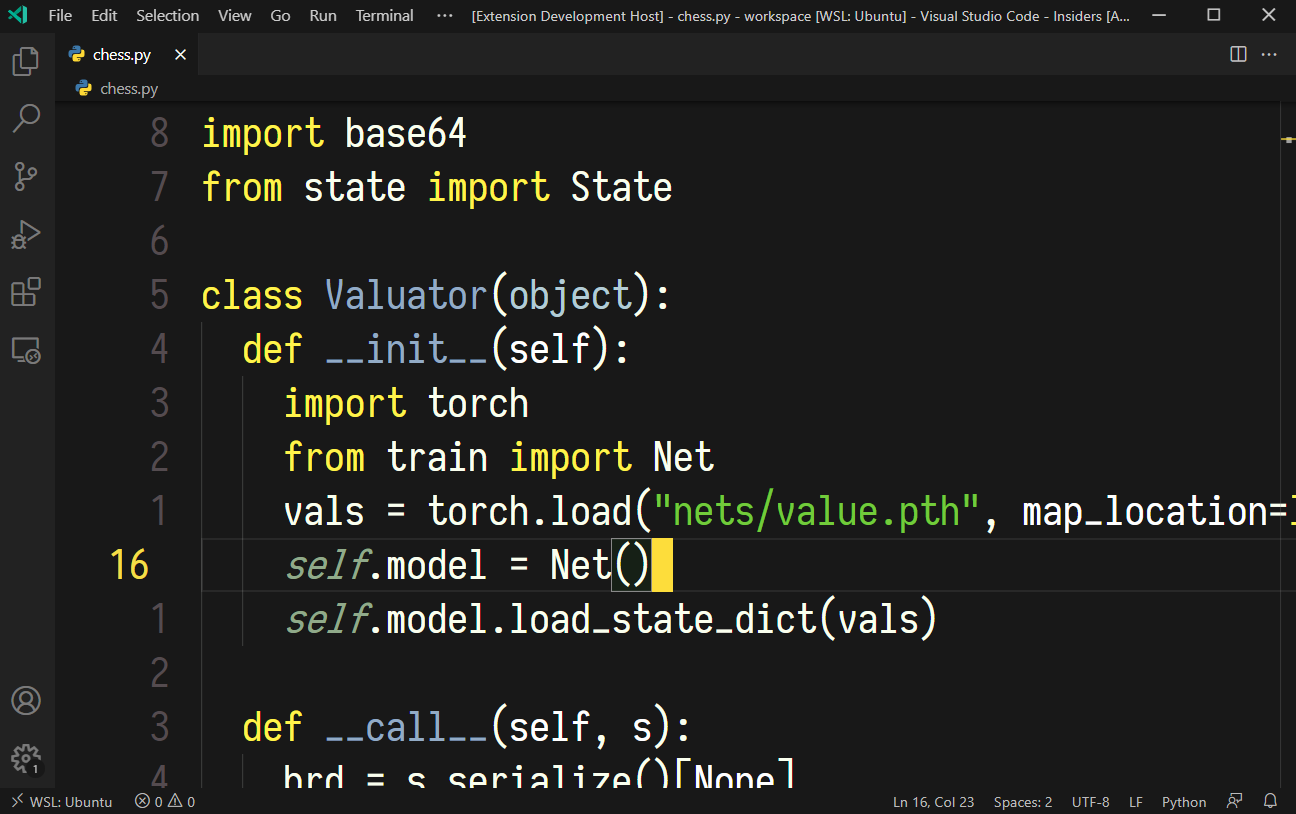 File Edit Selection View Go Run Terminal ··· [Extension Development Host] - chess.py - workspace [WSL: Ubuntu] - Visual Studio Code - Insiders [A...
chess.py
chess.py
8 import base64
7 from state import State
6
5 class Valuator(object):
4 def __init__(self):
3 import torch
2 from train import Net
1 vals = torch.load("nets/value.pth", map_location=
16 self.model = Net()
1 self.model.load_state_dict(vals)
2
3 def __call__(self, s):
4 brd = s.serialize()[None]
1
WSL: Ubuntu 0 0 Ln 16, Col 23 Spaces: 2 UTF-8 LF Python